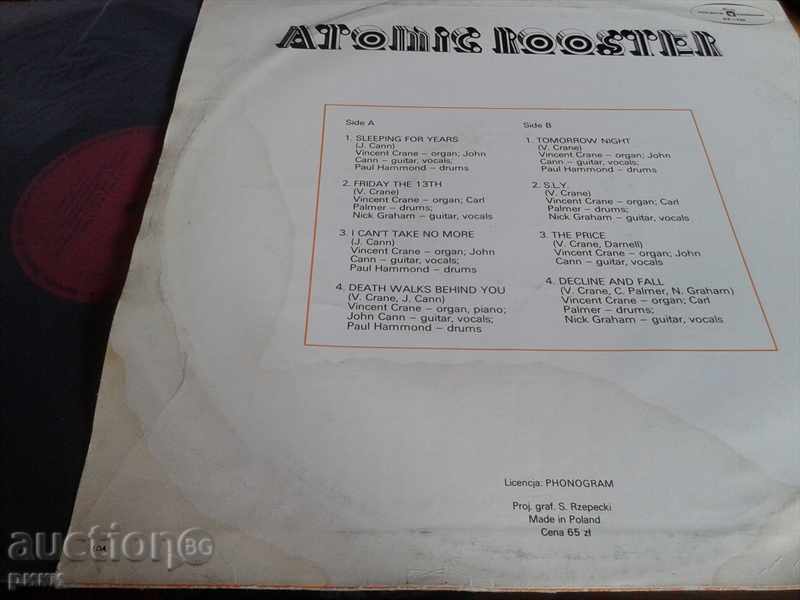 ATOMIC ROOSTER
Side A
1. SLEEPING FOR YEARS
(J. Cann)
Vincent Crane – organ; John
Cann – guitar, vocals;
Paul Hammond – drums
2. FRIDAY THE 13TH
(V. Crane)
Vincent Crane – organ; Carl
Palmer – drums;
Nick Graham – guitar, vocals
3. I CAN'T TAKE NO MORE
(J. Cann)
Vincent Crane – organ; John
Cann – guitar, vocals;
Paul Hammond – drums
4. DEATH WALKS BEHIND YOU
(V. Crane, J. Cann)
Vincent Crane – organ, piano;
John Cann – guitar, vocals;
Paul Hammond – drums
Side B
1. TOMORROW NIGHT
(V. Crane)
Vincent Crane – organ; John
Cann – guitar, vocals;
Paul Hammond – drums
2. S.L.Y.
(V. Crane)
Vincent Crane – organ; Carl
Palmer – drums;
Nick Graham – guitar, vocals
3. THE PRICE
(V. Crane, Darnell)
Vincent Crane – organ; John
Cann – guitar, vocals
4. DECLINE AND FALL
(V. Crane, C. Palmer, N. Graham)
Vincent Crane – organ; Carl
Palmer – drums;
Nick Graham – guitar, vocals
Licencja: PHONOGRAM
Proj. graf. S. Rzepecki
Made in Poland
Cena 65 zł
auction BG